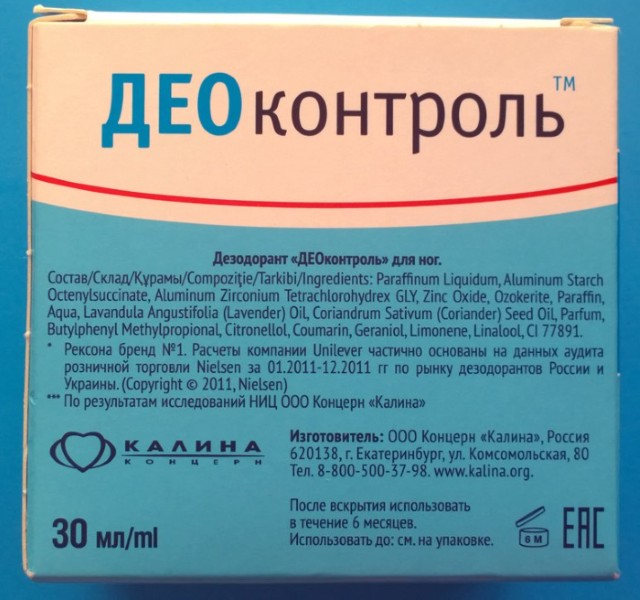 ДЕОконтроль™
Дезодорант «ДЕОконтроль» для ног.
Состав/Склад/Құрамы/Compoziţie/Tarkibi/Ingredients: Paraffinum Liquidum, Aluminum Starch
Octenylsuccinate, Aluminum Zirconium Tetrachlorohydrex GLY, Zinc Oxide, Ozokerite, Paraffin,
Aqua, Lavandula Angustifolia (Lavender) Oil, Coriandrum Sativum (Coriander) Seed Oil, Parfum,
Butylphenyl Methylpropional, Citronellol, Coumarin, Geraniol, Limonene, Linalool, CI 77891.
* Рексона бренд №1. Расчеты компании Unilever частично основаны на данных аудита
розничной торговли Nielsen за 01.2011-12.2011 гг по рынку дезодорантов России и
Украины. (Copyright © 2011, Nielsen)
*** По результатам исследований НИЦ ООО Концерн «Калина»
КАЛИНА
КОНЦЕРН
Изготовитель: ООО Концерн «Калина», Россия
620138, г. Екатеринбург, ул. Комсомольская, 80
Тел. 8-800-500-37-98. www.kalina.org.
После вскрытия использовать
в течение 6 месяцев.
Использовать до: см. на упаковке.
30 мл/ml
6 M
EAC